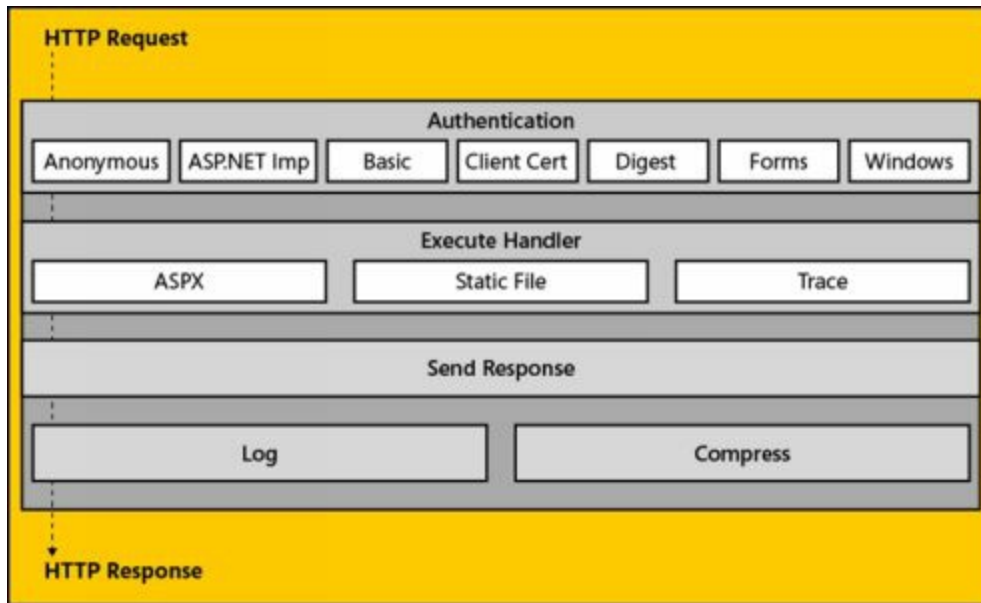 HTTP Request
Authentication
Anonymous ASP.NET Imp Basic Client Cert Digest Forms Windows
Execute Handler
ASPX Static File Trace
Send Response
Log Compress
HTTP Response